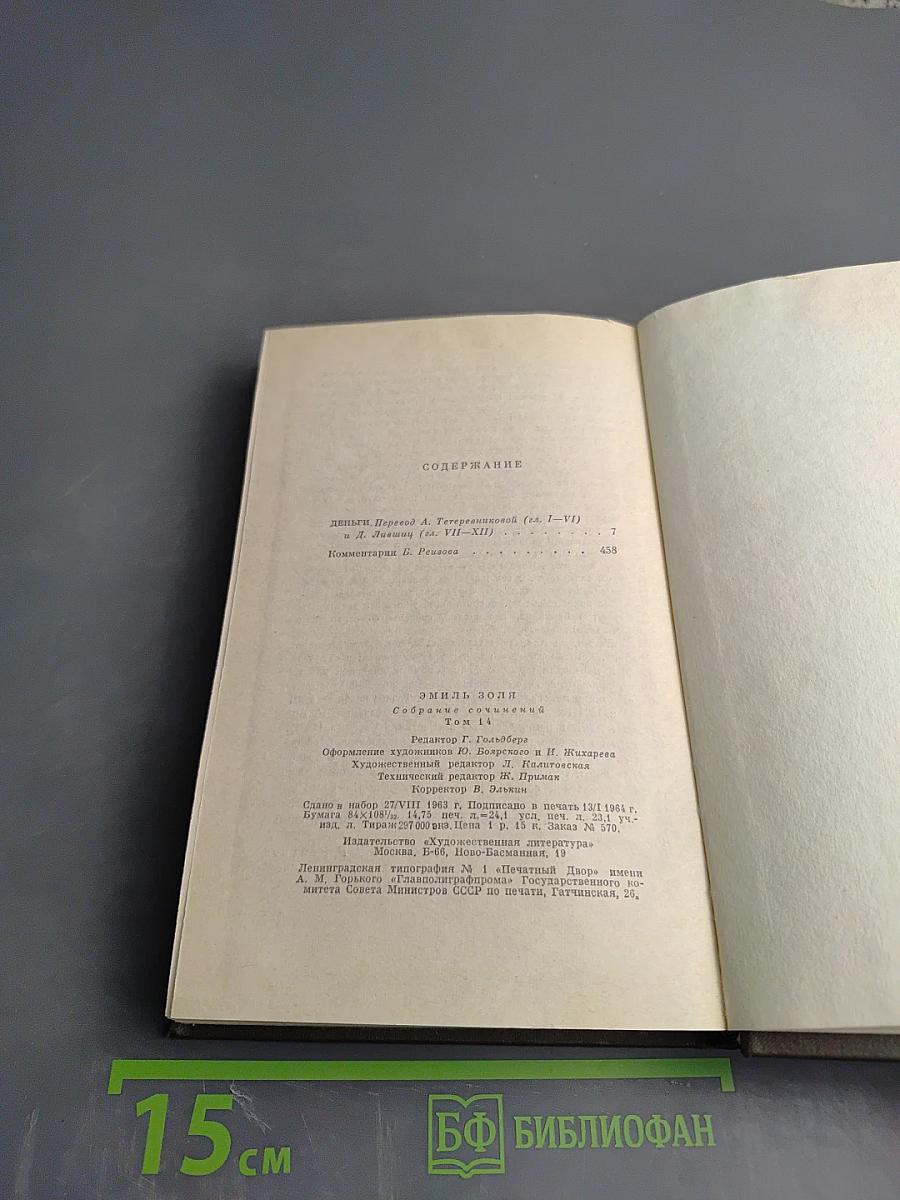 СОДЕРЖАНИЕ
ДЕНЬГИ. Перевод А. Тетеревниковой (гл. I—VI)
и Д. Лившиц (гл. VII—XII) . . . . . . . . 7
Комментарии Б. Реизова . . . . . . . . . 458
ЭМИЛЬ ЗОЛЯ
Собрание сочинений
Том 14
Редактор Г. Гольдберг
Оформление художников Ю. Боярского и И. Жихарева
Художественный редактор Л. Калитовская
Технический редактор Ж. Примак
Корректор В. Элькин
Сдано в набор 27/VIII 1963 г. Подписано в печать 13/I 1964 г.
Бумага 84×108¹/₃₂. 14,75 печ. л.=24,1 усл. печ. л. 23,1 уч.-
изд. л. Тираж 297 000 экз. Цена 1 р. 15 к. Заказ № 570.
Издательство «Художественная литература»
Москва, Б-66, Ново-Басманная, 19
Ленинградская типография № 1 «Печатный Двор» имени
А. М. Горького «Главполиграфпрома» Государственного ко-
митета Совета Министров СССР по печати, Гатчинская, 26.
15 см
БФ БИБЛИОФАН